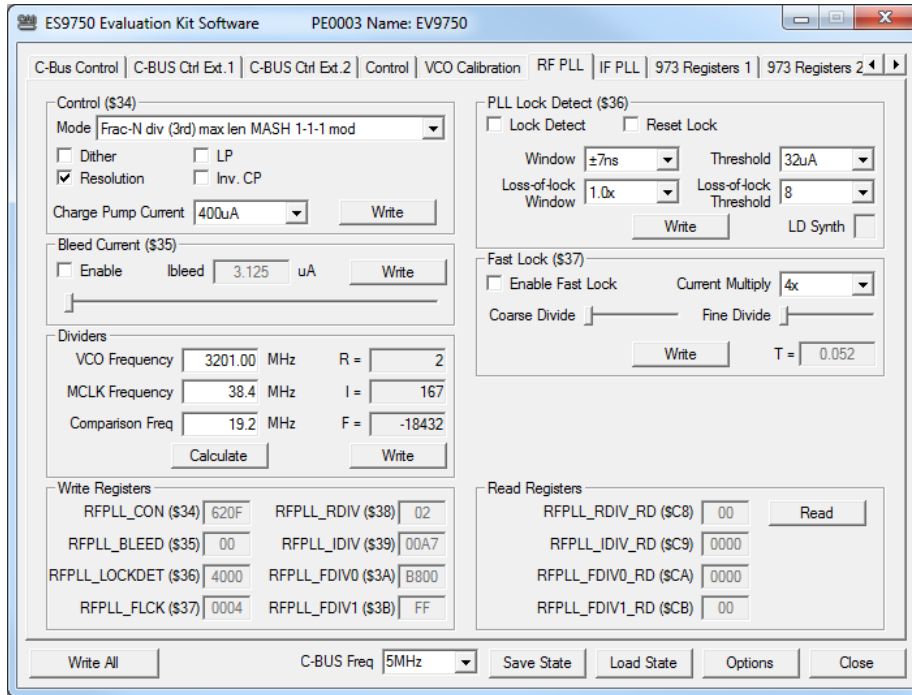 ES9750 Evaluation Kit Software PE0003 Name: EV9750
C-Bus Control C-BUS Ctrl Ext.1 C-BUS Ctrl Ext.2 Control VCO Calibration RF PLL IF PLL 973 Registers 1 973 Registers 2
Control ($34)
Mode Frac-N div (3rd) max len MASH 1-1-1 mod
Dither LP
Resolution Inv. CP
Charge Pump Current 400uA Write
Bleed Current ($35)
Enable Ibleed 3.125 uA Write
Dividers
VCO Frequency 3201.00 MHz R = 2
MCLK Frequency 38.4 MHz I = 167
Comparison Freq 19.2 MHz F = -18432
Calculate Write
Write Registers
RFPLL_CON ($34) 620F RFPLL_RDIV ($38) 02
RFPLL_BLEED ($35) 00 RFPLL_IDIV ($39) 00A7
RFPLL_LOCKDET ($36) 4000 RFPLL_FDIV0 ($3A) B800
RFPLL_FLCK ($37) 0004 RFPLL_FDIV1 ($3B) FF
PLL Lock Detect ($36)
Lock Detect Reset Lock
Window ±7ns Threshold 32uA
Loss-of-lock Window 1.0x Loss-of-lock Threshold 8
Write LD Synth
Fast Lock ($37)
Enable Fast Lock Current Multiply 4x
Coarse Divide Fine Divide
Write T = 0.052
Read Registers
RFPLL_RDIV_RD ($C8) 00 Read
RFPLL_IDIV_RD ($C9) 0000
RFPLL_FDIV0_RD ($CA) 0000
RFPLL_FDIV1_RD ($CB) 00
Write All C-BUS Freq 5MHz Save State Load State Options Close